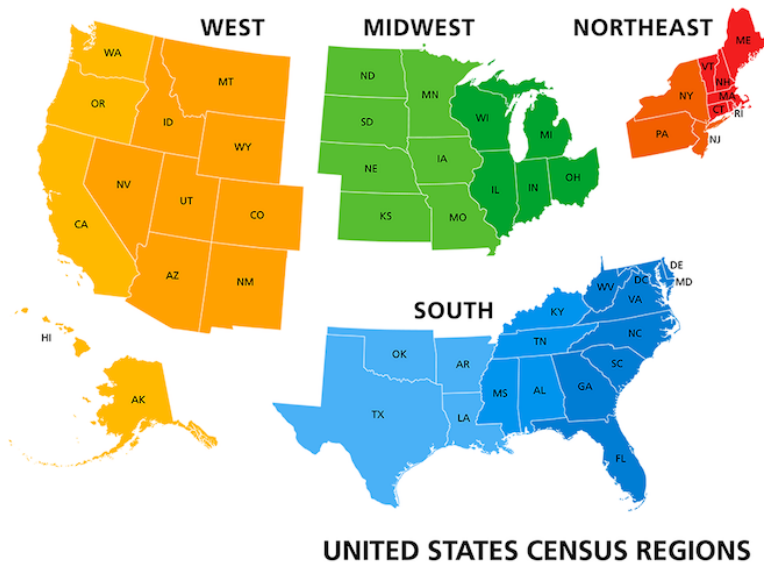 WEST
MIDWEST
NORTHEAST
WA
OR
CA
MT
ID
WY
NV
UT
CO
AZ
NM
HI
AK
ND
SD
NE
KS
MN
IA
MO
WI
MI
IL
IN
OH
ME
VT
NH
MA
CT
RI
NY
PA
NJ
SOUTH
DE
MD
DC
WV
VA
KY
NC
TN
SC
OK
AR
TX
LA
MS
AL
GA
FL
UNITED STATES CENSUS REGIONS